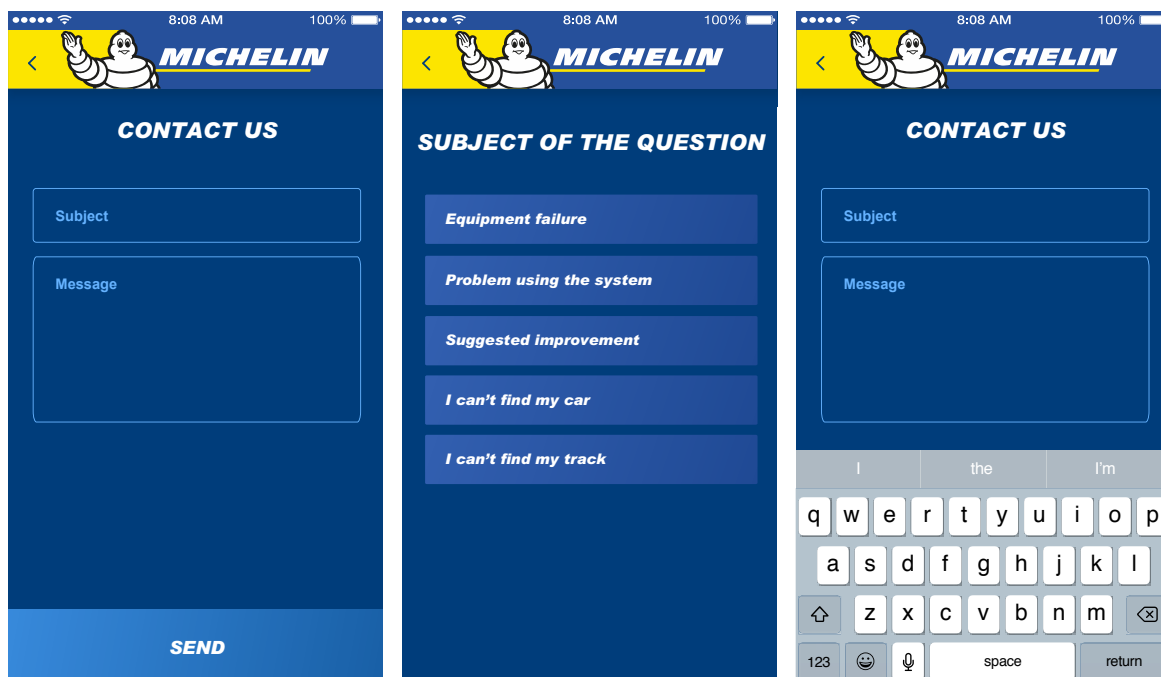 8:08 AM 100%
MICHELIN
CONTACT US
Subject
Message
SEND
8:08 AM 100%
MICHELIN
SUBJECT OF THE QUESTION
Equipment failure
Problem using the system
Suggested improvement
I can’t find my car
I can’t find my track
8:08 AM 100%
MICHELIN
CONTACT US
Subject
Message
I the I'm
q w e r t y u i o p
a s d f g h j k l
z x c v b n m
123 space return